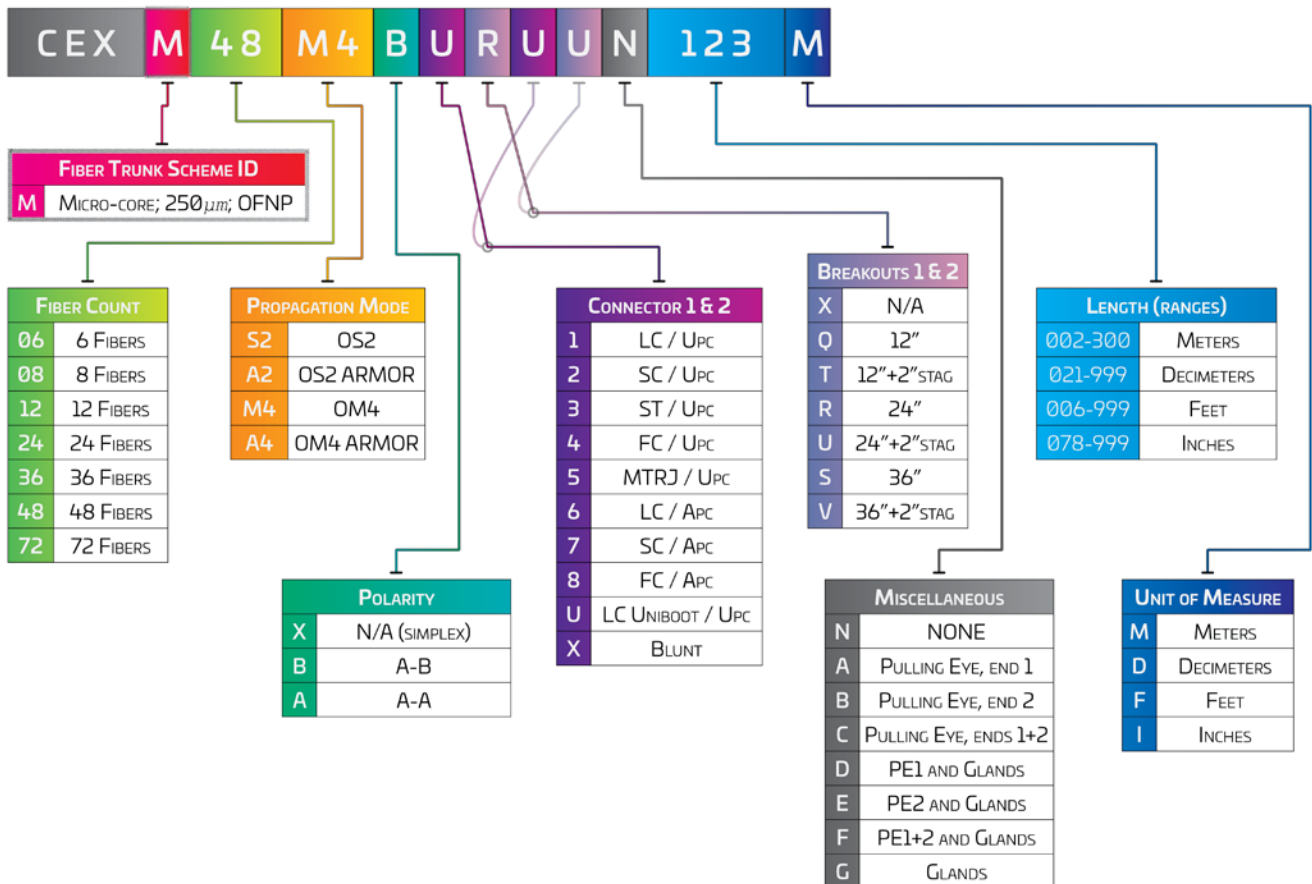 CEX M 48 M4 B U R U U N 123 M
FIBER TRUNK SCHEME ID
M MICRO-CORE; 250µm; OFNP
FIBER COUNT
06 6 FIBERS
08 8 FIBERS
12 12 FIBERS
24 24 FIBERS
36 36 FIBERS
48 48 FIBERS
72 72 FIBERS
PROPAGATION MODE
S2 OS2
A2 OS2 ARMOR
M4 OM4
A4 OM4 ARMOR
POLARITY
X N/A (SIMPLEX)
B A-B
A A-A
CONNECTOR 1 & 2
1 LC / UPC
2 SC / UPC
3 ST / UPC
4 FC / UPC
5 MTRJ / UPC
6 LC / APC
7 SC / APC
8 FC / APC
U LC UNIBOOT / UPC
X BLUNT
BREAKOUTS 1 & 2
X N/A
Q 12"
T 12"+2"STAG
R 24"
U 24"+2"STAG
S 36"
V 36"+2"STAG
MISCELLANEOUS
N NONE
A PULLING EYE, END 1
B PULLING EYE, END 2
C PULLING EYE, ENDS 1+2
D PE1 AND GLANDS
E PE2 AND GLANDS
F PE1+2 AND GLANDS
G GLANDS
LENGTH (RANGES)
002-300 METERS
021-999 DECIMETERS
006-999 FEET
078-999 INCHES
UNIT OF MEASURE
M METERS
D DECIMETERS
F FEET
I INCHES